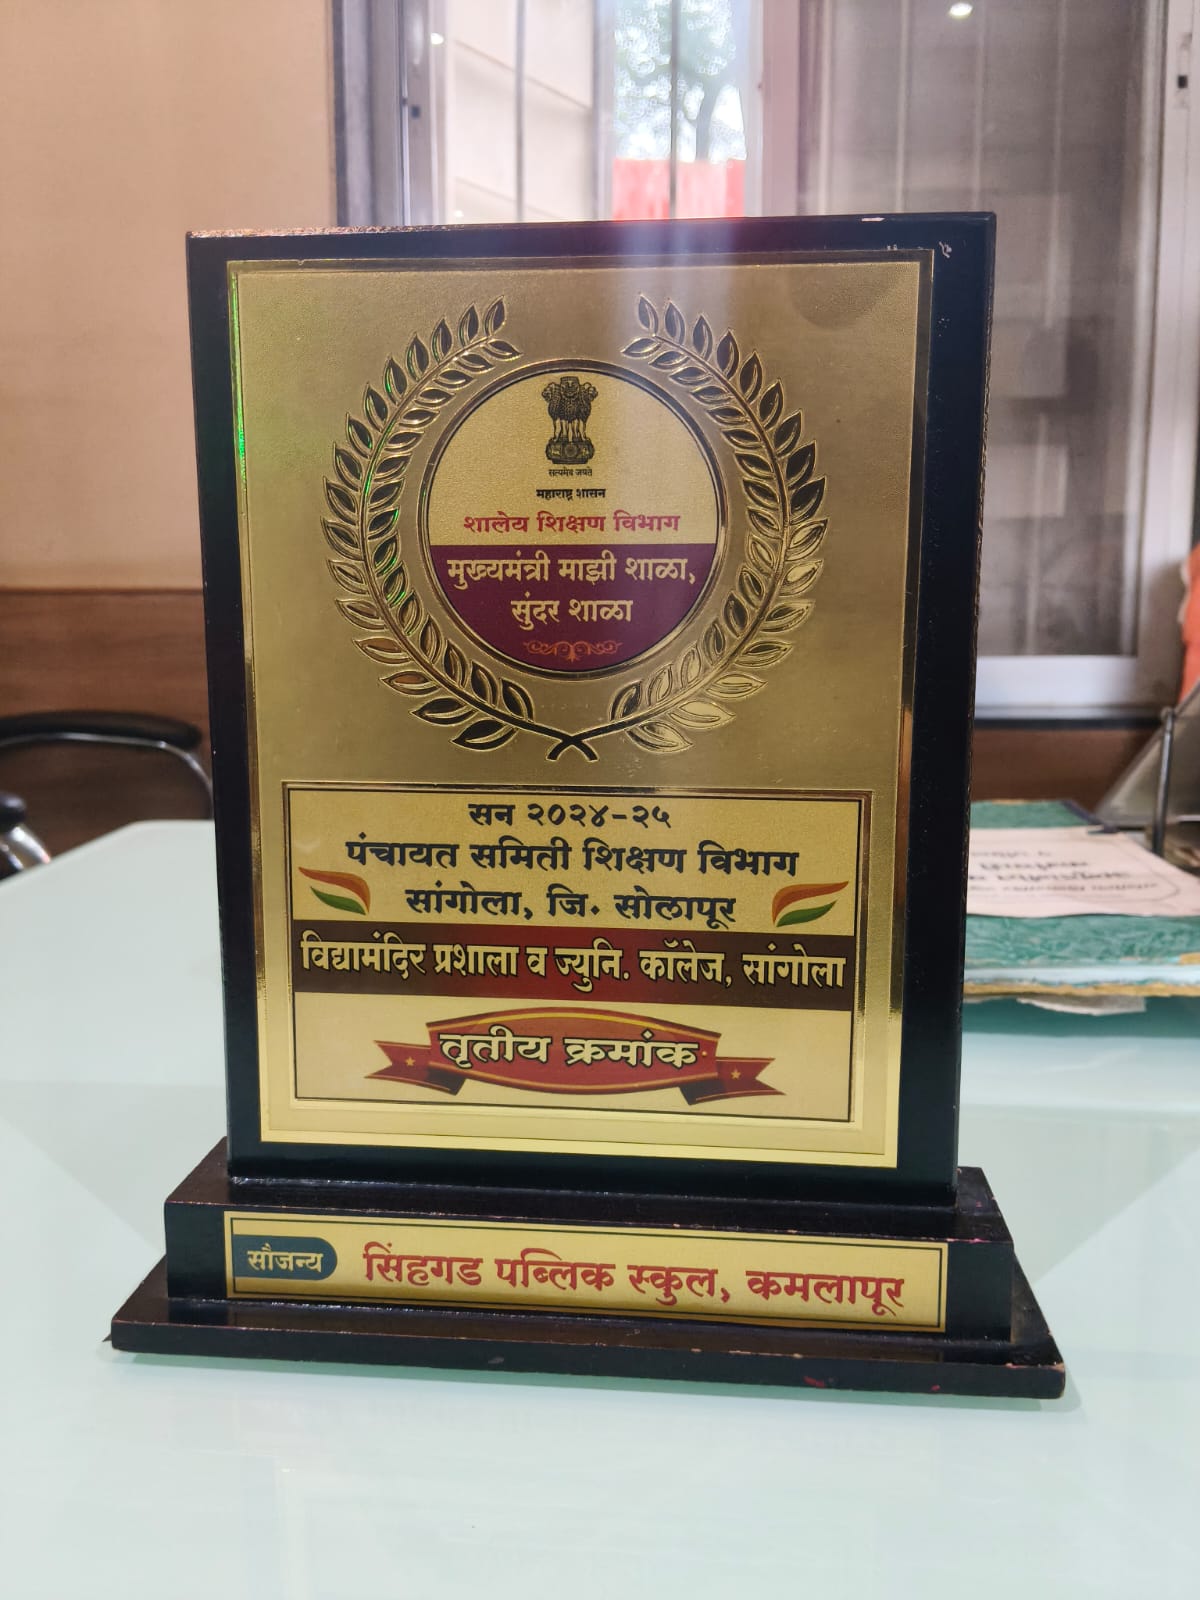 सत्यमेव जयते
महाराष्ट्र शासन
शालेय शिक्षण विभाग
मुख्यमंत्री माझी शाळा,
सुंदर शाळा
सन २०२४-२५
पंचायत समिती शिक्षण विभाग
सांगोला, जि. सोलापूर
विद्यामंदिर प्रशाला व ज्युनि. कॉलेज, सांगोला
तृतीय क्रमांक
सौजन्य सिंहगड पब्लिक स्कुल, कमलापूर